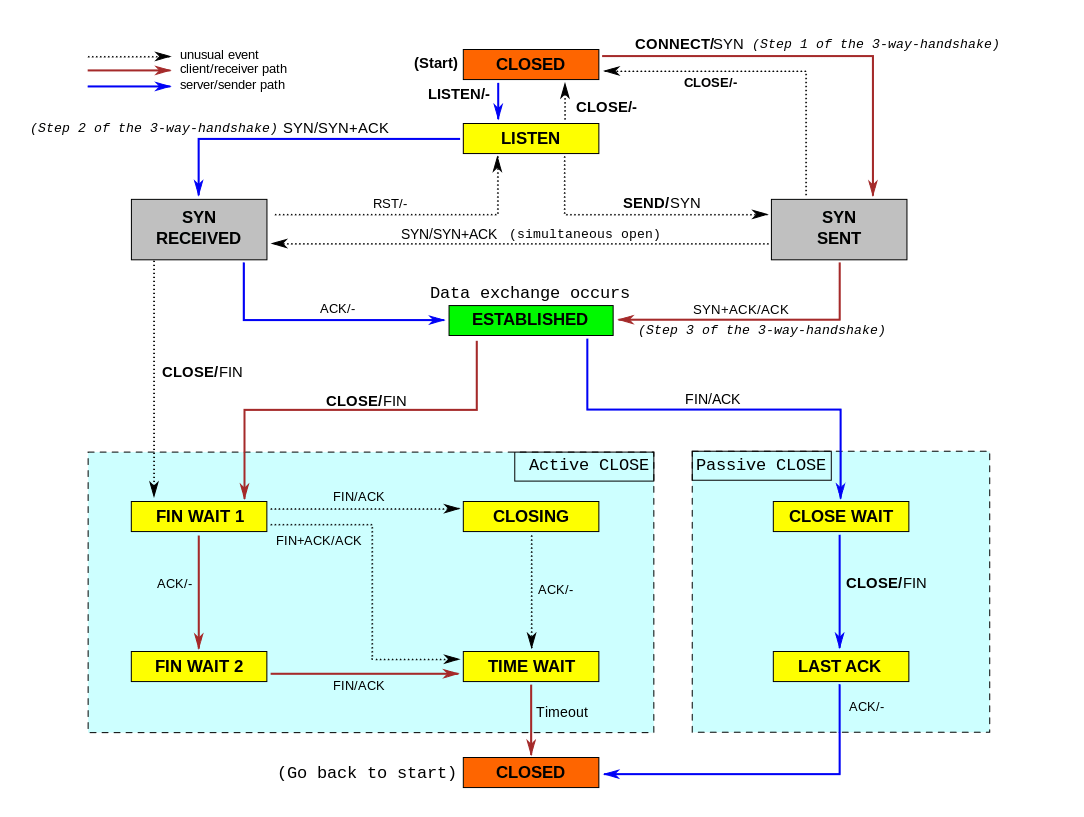 unusual event
client/receiver path
server/sender path
(Start)
CLOSED
CONNECT/SYN (Step 1 of the 3-way-handshake)
CLOSE/-
LISTEN/-
CLOSE/-
(Step 2 of the 3-way-handshake) SYN/SYN+ACK
LISTEN
RST/-
SEND/SYN
SYN
RECEIVED
SYN
SENT
SYN/SYN+ACK (simultaneous open)
Data exchange occurs
ACK/-
ESTABLISHED
SYN+ACK/ACK
(Step 3 of the 3-way-handshake)
CLOSE/FIN
CLOSE/FIN
FIN/ACK
Active CLOSE
Passive CLOSE
FIN WAIT 1
FIN/ACK
CLOSING
CLOSE WAIT
FIN+ACK/ACK
ACK/-
ACK/-
CLOSE/FIN
FIN WAIT 2
FIN/ACK
TIME WAIT
LAST ACK
Timeout
ACK/-
(Go back to start)
CLOSED